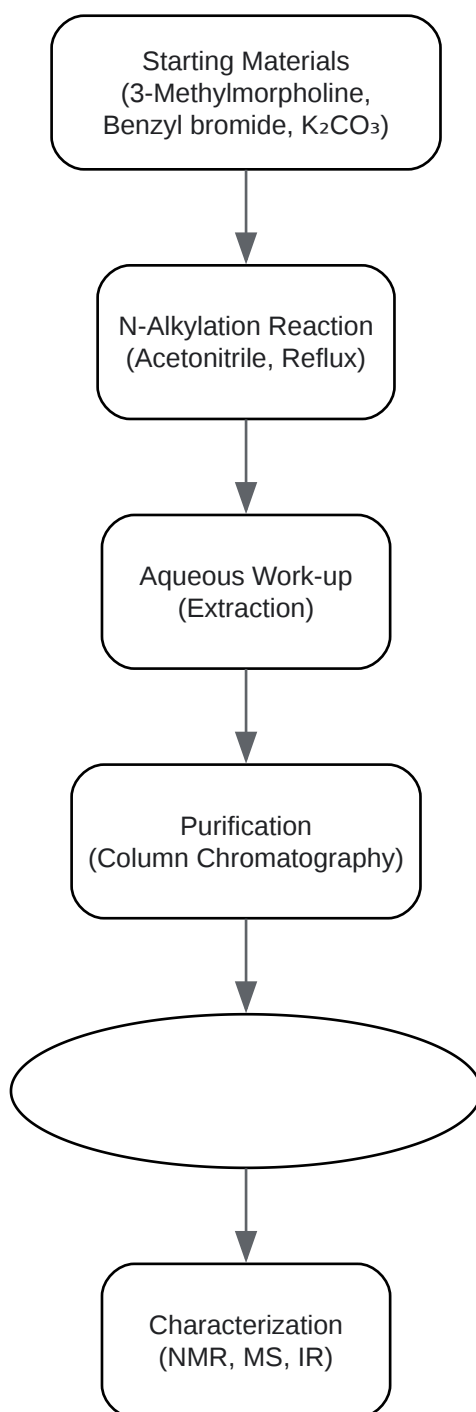 Starting Materials
(3-Methylmorpholine,
Benzyl bromide, K₂CO₃)
N-Alkylation Reaction
(Acetonitrile, Reflux)
Aqueous Work-up
(Extraction)
Purification
(Column Chromatography)
Characterization
(NMR, MS, IR)